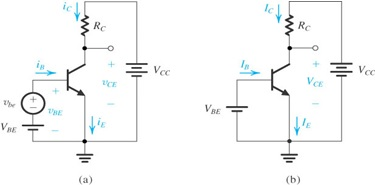 i_C
R_C
i_B
+
v_CE
−
V_CC
v_be
+
−
+
v_BE
−
V_BE
i_E
(a)
I_C
R_C
I_B
+
V_CE
−
V_CC
V_BE
I_E
(b)